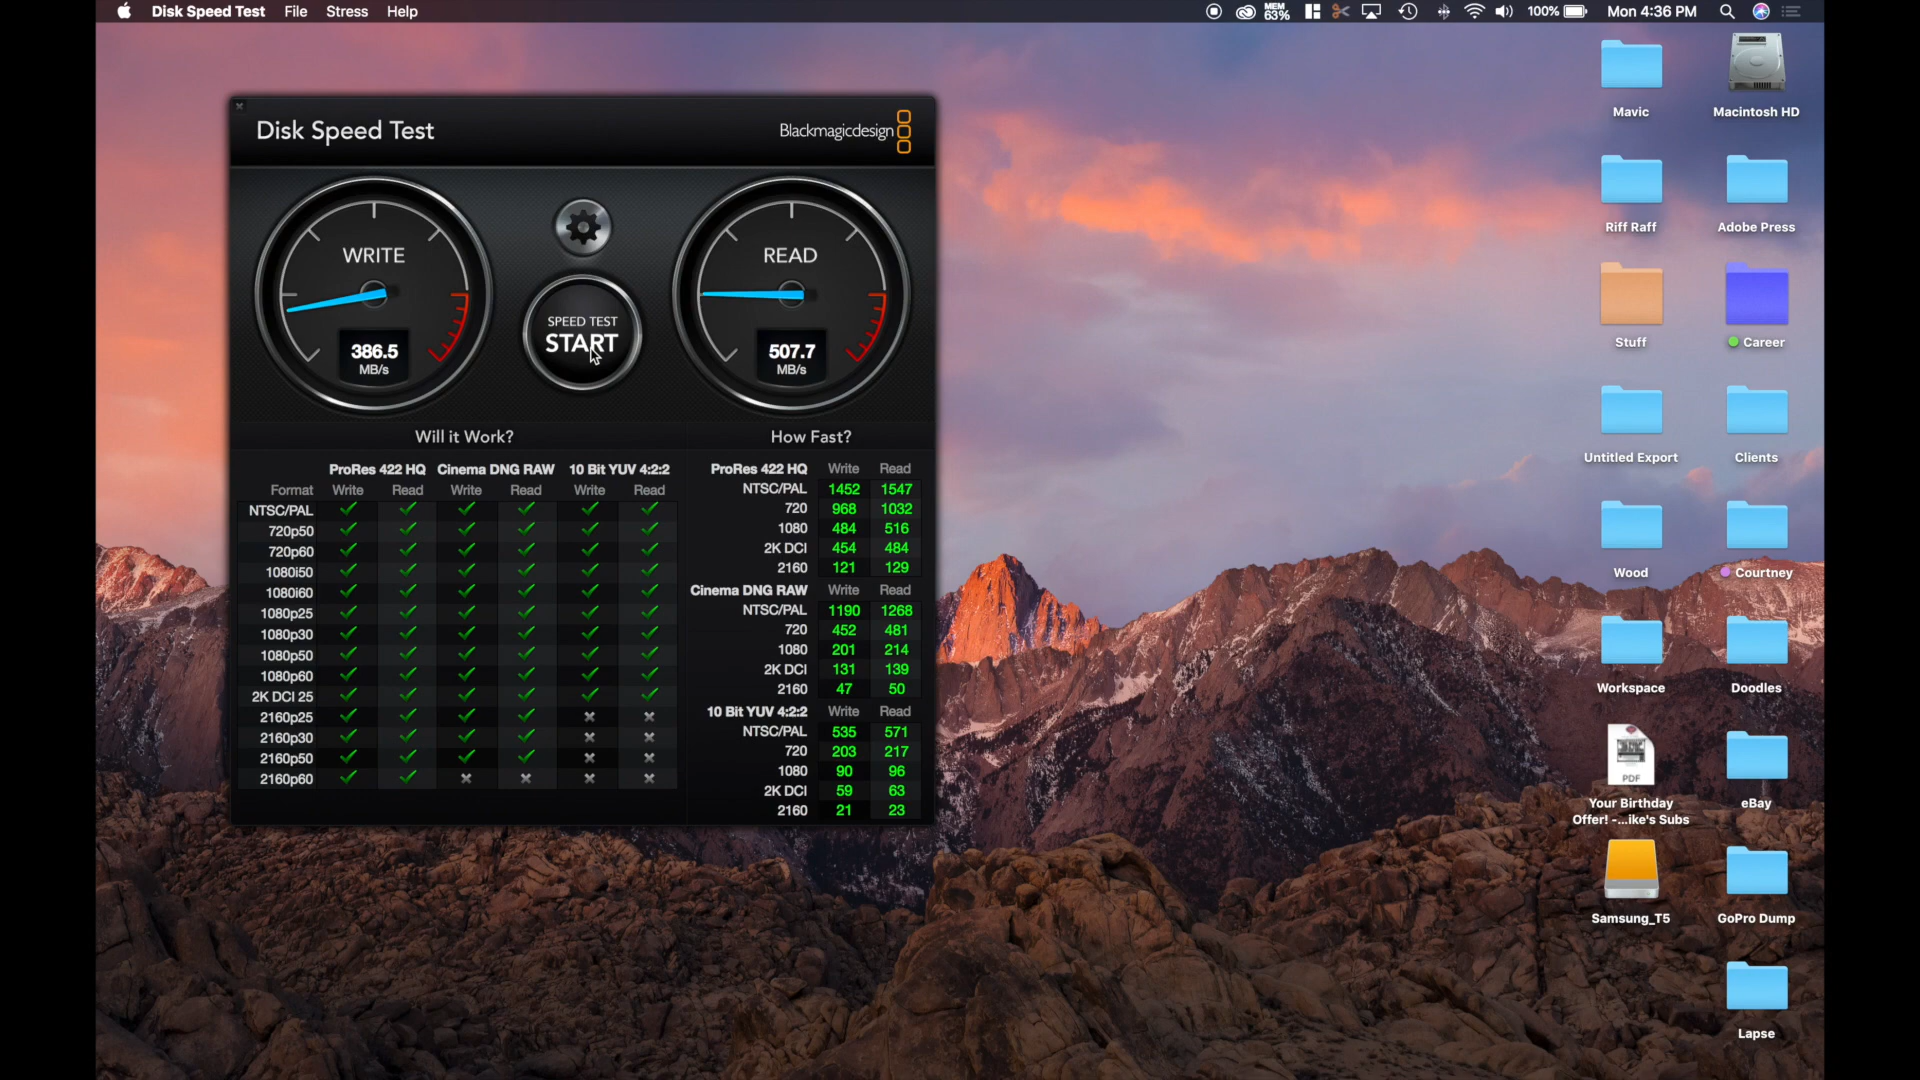 Disk Speed Test File Stress Help MEM 63% 100% Mon 4:36 PM
Disk Speed Test Blackmagicdesign
WRITE
386.5
MB/s
SPEED TEST
START
READ
507.7
MB/s
Will it Work?
ProRes 422 HQ Cinema DNG RAW 10 Bit YUV 4:2:2
Format Write Read Write Read Write Read
NTSC/PAL
720p50
720p60
1080i50
1080i60
1080p25
1080p30
1080p50
1080p60
2K DCI 25
2160p25
2160p30
2160p50
2160p60
How Fast?
ProRes 422 HQ Write Read
NTSC/PAL 1452 1547
720 968 1032
1080 484 516
2K DCI 454 484
2160 121 129
Cinema DNG RAW Write Read
NTSC/PAL 1190 1268
720 452 481
1080 201 214
2K DCI 131 139
2160 47 50
10 Bit YUV 4:2:2 Write Read
NTSC/PAL 535 571
720 203 217
1080 90 96
2K DCI 59 63
2160 21 23
Mavic Macintosh HD
Riff Raff Adobe Press
Stuff Career
Untitled Export Clients
Wood Courtney
Workspace Doodles
PDF
Your Birthday
Offer! -...ike's Subs
eBay
Samsung_T5 GoPro Dump
Lapse